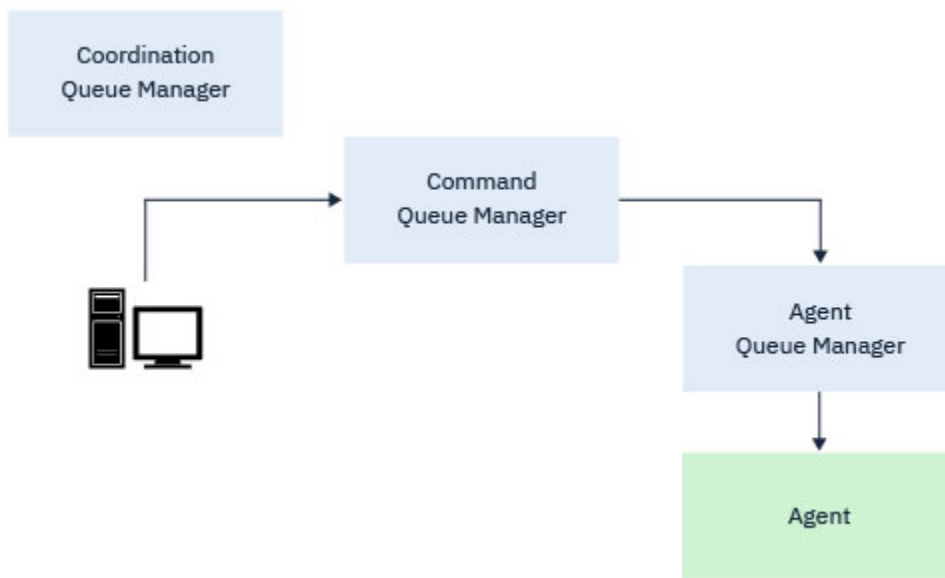 Coordination
Queue Manager
Command
Queue Manager
Agent
Queue Manager
Agent